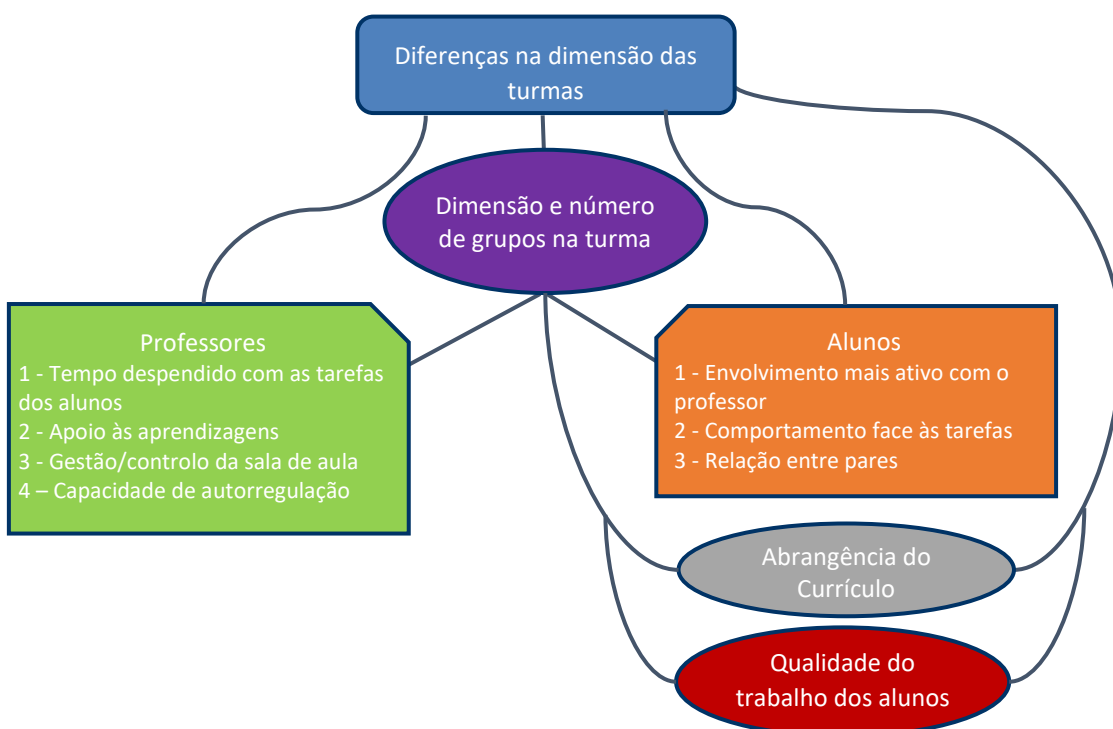 Diferenças na dimensão das
turmas
Dimensão e número
de grupos na turma
Professores
1 - Tempo despendido com as tarefas
dos alunos
2 - Apoio às aprendizagens
3 - Gestão/controlo da sala de aula
4 – Capacidade de autorregulação
Alunos
1 - Envolvimento mais ativo com o
professor
2 - Comportamento face às tarefas
3 - Relação entre pares
Abrangência do
Currículo
Qualidade do
trabalho dos alunos